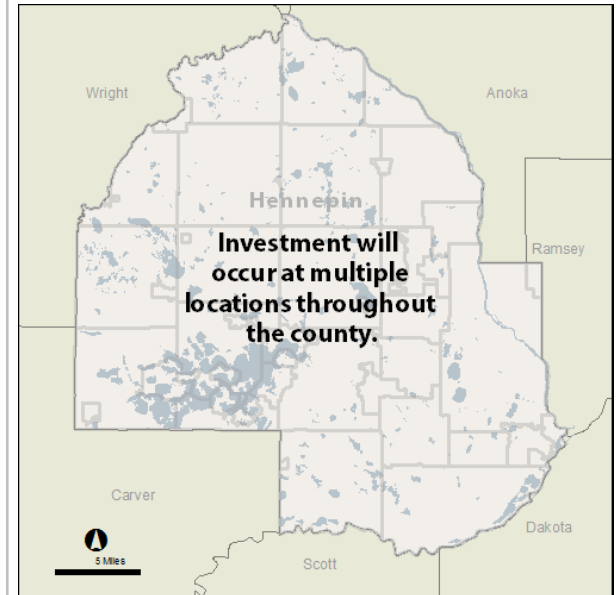 Wright
Anoka
Hennepin
Ramsey
Investment will
occur at multiple
locations throughout
the county.
Carver
Dakota
Scott
5 Miles